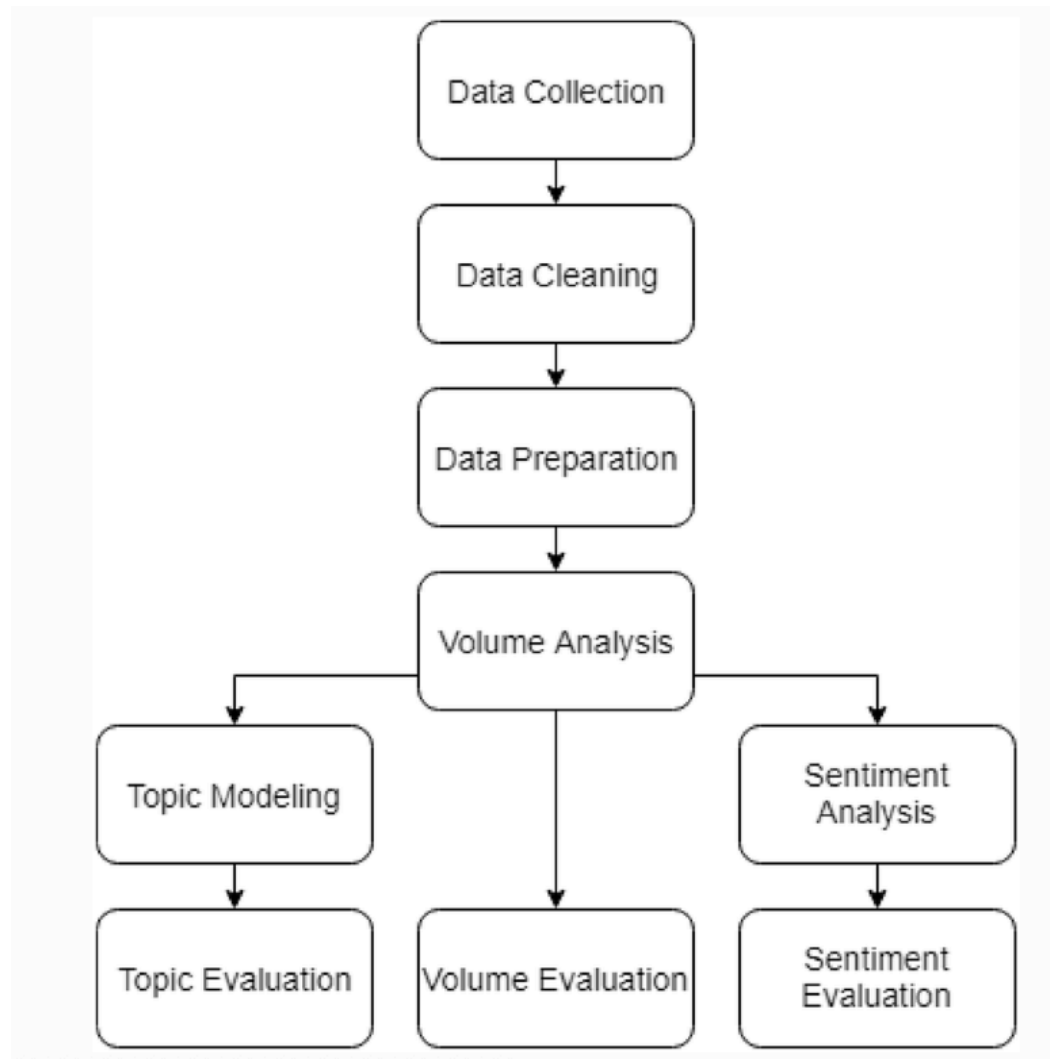 Data Collection
Data Cleaning
Data Preparation
Volume Analysis
Topic Modeling
Sentiment
Analysis
Topic Evaluation
Volume Evaluation
Sentiment
Evaluation